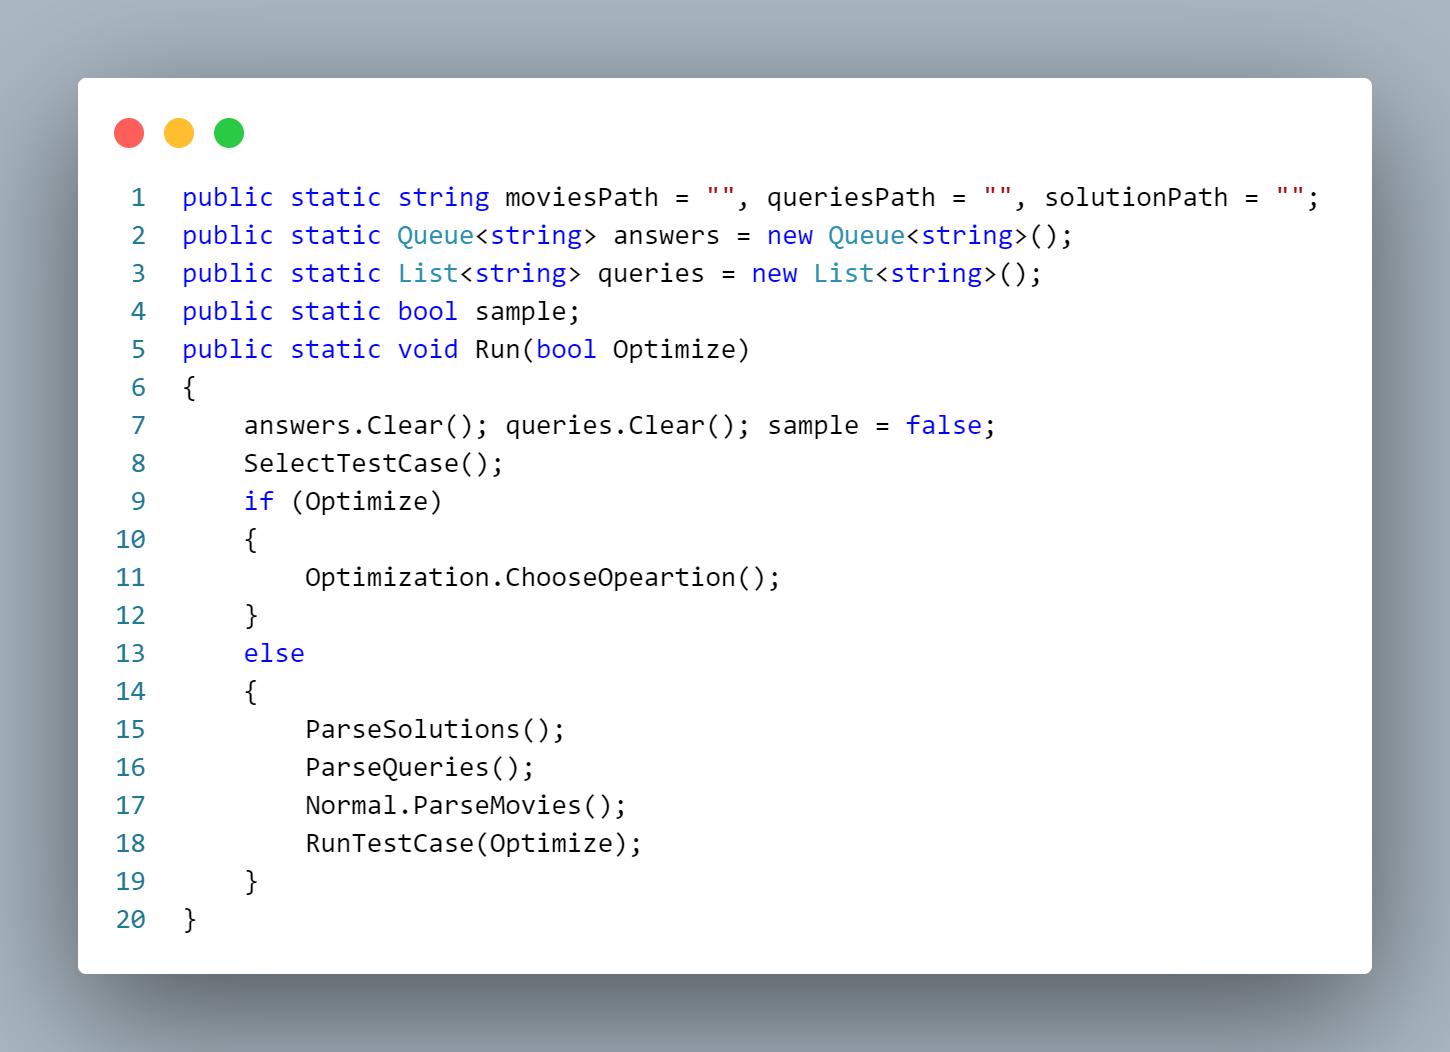 1 public static string moviesPath = "", queriesPath = "", solutionPath = "";
2 public static Queue<string> answers = new Queue<string>();
3 public static List<string> queries = new List<string>();
4 public static bool sample;
5 public static void Run(bool Optimize)
6 {
7     answers.Clear(); queries.Clear(); sample = false;
8     SelectTestCase();
9     if (Optimize)
10     {
11         Optimization.ChooseOpeartion();
12     }
13     else
14     {
15         ParseSolutions();
16         ParseQueries();
17         Normal.ParseMovies();
18         RunTestCase(Optimize);
19     }
20 }